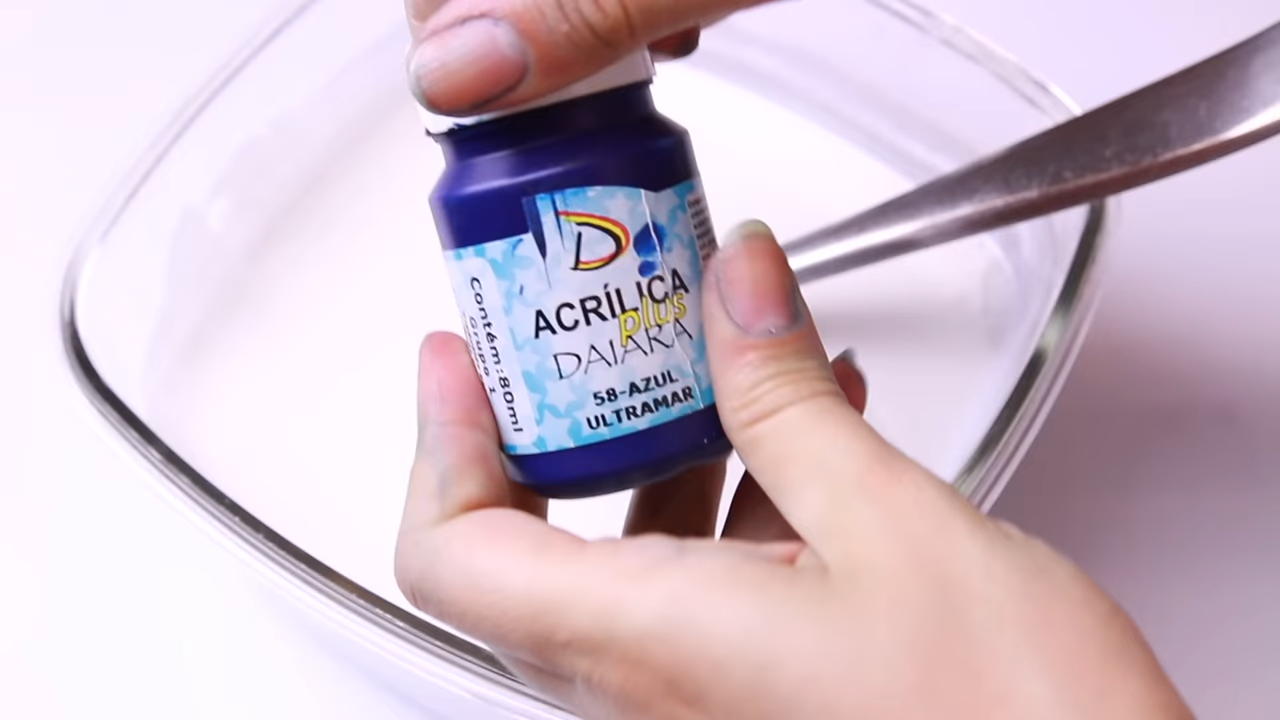 D
ACRÍLICA
plus
DAIARA
58-AZUL
ULTRAMAR
Contém:80ml
Grupo 1